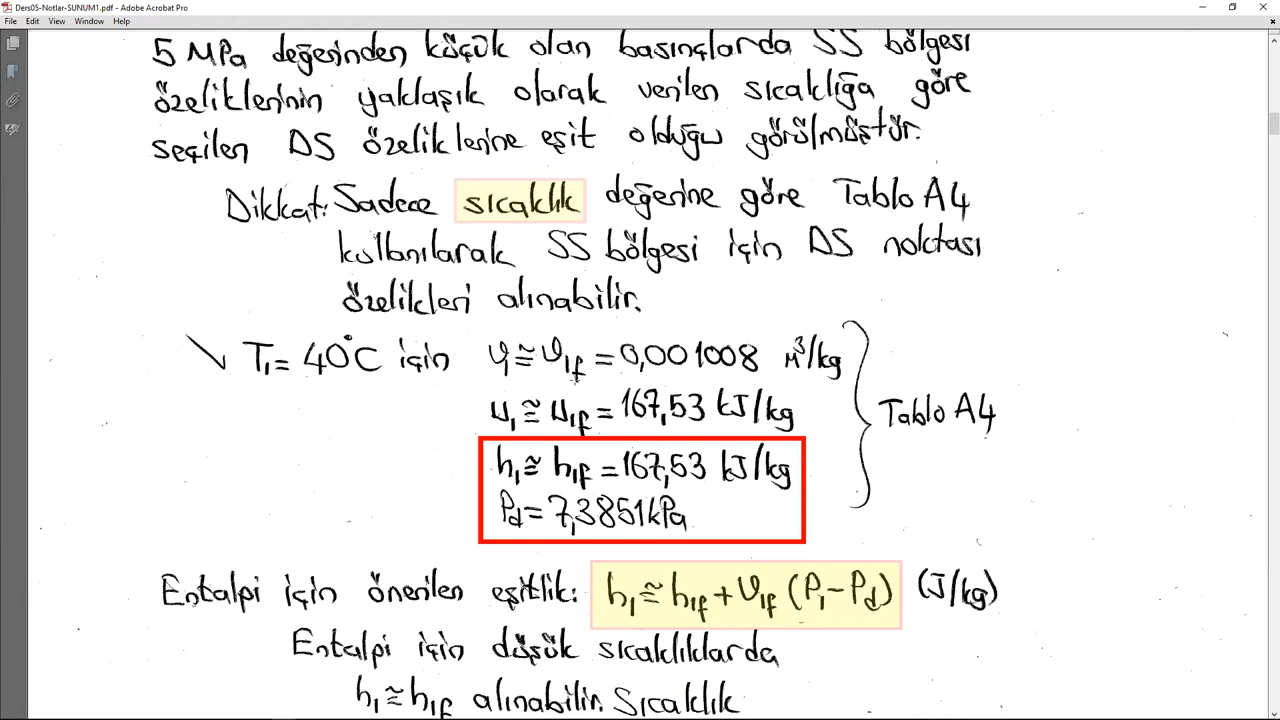 Ders05-Notlar-SUNUM1.pdf - Adobe Acrobat Pro
File Edit View Window Help
5 MPa değerinden küçük olan basınçlarda SS bölgesi
özeliklerinin yaklaşık olarak verilen sıcaklığa göre
seçilen DS özeliklerine eşit olduğu görülmüştür.
Dikkat: Sadece sıcaklık değerine göre Tablo A4
kullanılarak SS bölgesi için DS noktası
özelikleri alınabilir.
T₁ = 40°C için υ₁ ≅ υ₁f = 0,001008 m³/kg
u₁ ≅ u₁f = 167,53 kJ/kg
Tablo A4
h₁ ≅ h₁f = 167,53 kJ/kg
Pd = 7,3851 kPa
Entalpi için önerilen eşitlik: h₁ ≅ h₁f + υ₁f (P₁ - Pd) (J/kg)
Entalpi için düşük sıcaklıklarda
h₁ ≅ h₁f alınabilir. Sıcaklık